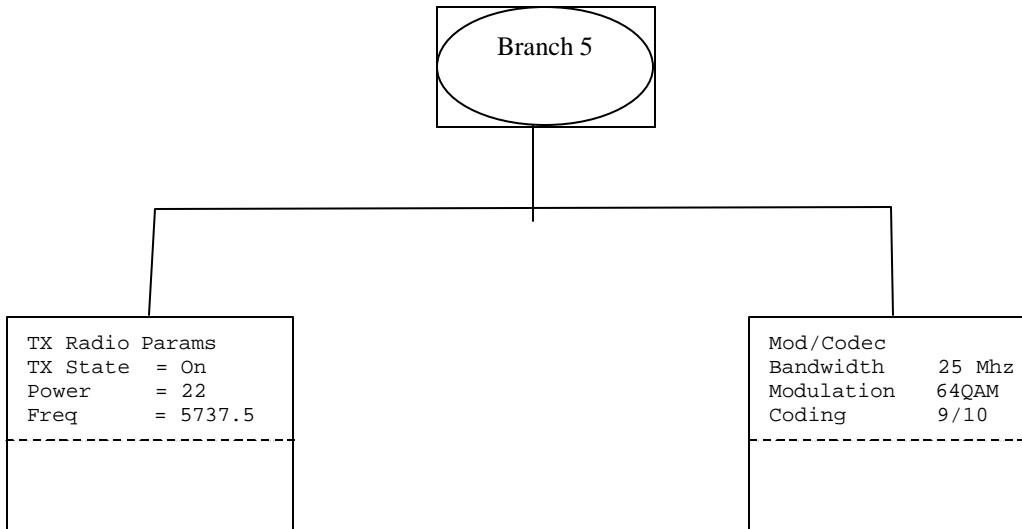 Branch 5
TX Radio Params
TX State = On
Power = 22
Freq = 5737.5
Mod/Codec
Bandwidth 25 Mhz
Modulation 64QAM
Coding 9/10